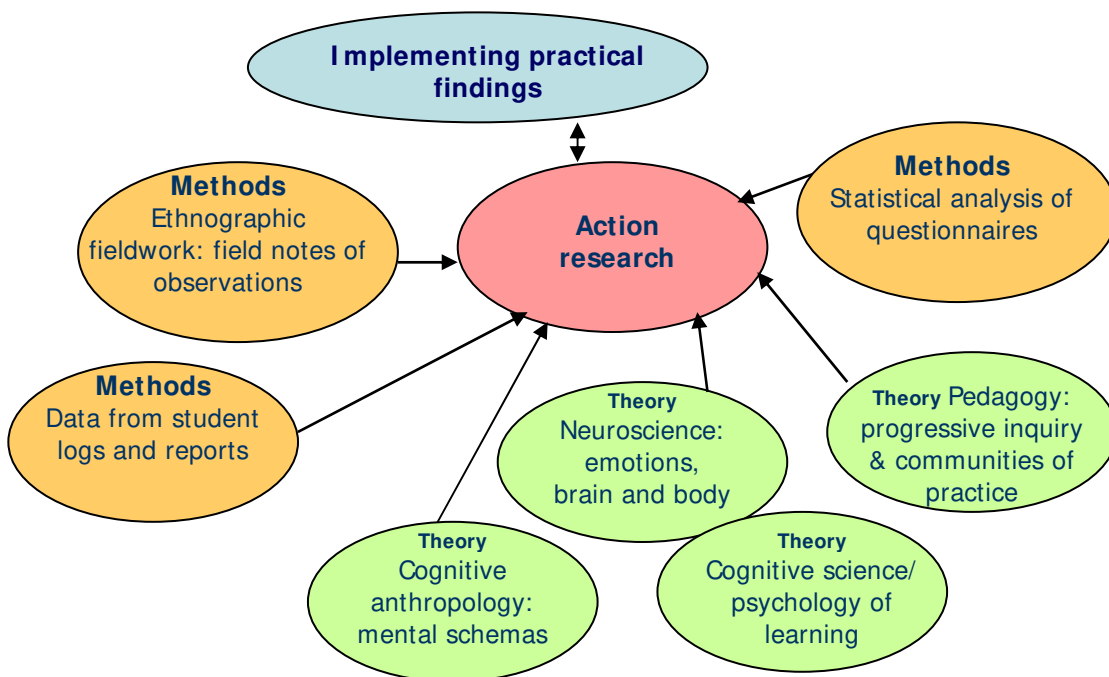 Implementing practical
findings
Methods
Ethnographic
fieldwork: field notes of
observations
Action
research
Methods
Statistical analysis of
questionnaires
Methods
Data from student
logs and reports
Theory
Neuroscience:
emotions,
brain and body
Theory Pedagogy:
progressive inquiry
& communities of
practice
Theory
Cognitive
anthropology:
mental schemas
Theory
Cognitive science/
psychology of
learning